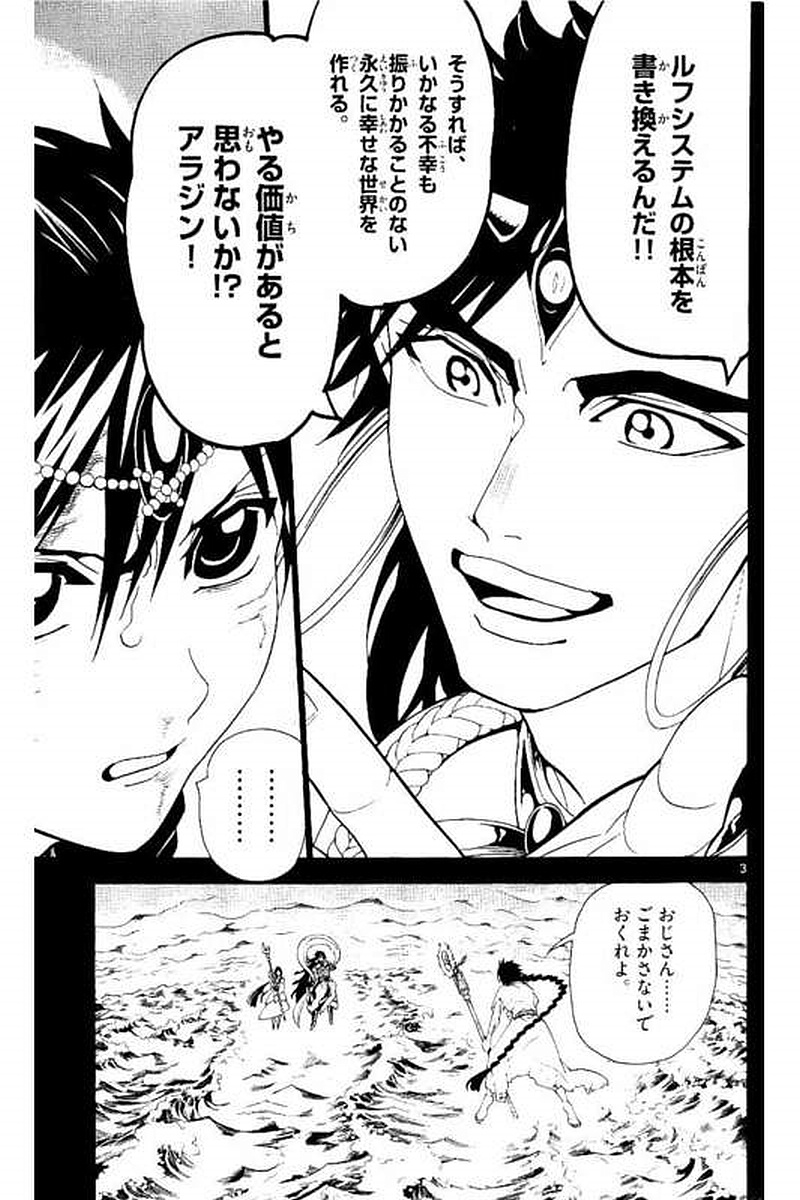 ルフシステムの根本を
書き換えるんだ!!
そうすれば、
いかなる不幸も
振りかかることのない
永久に幸せな世界を
作れる。
やる価値があると
思わないか!?
アラジン!
………
………
3
おじさん……
ごまかさないで
おくれよ。